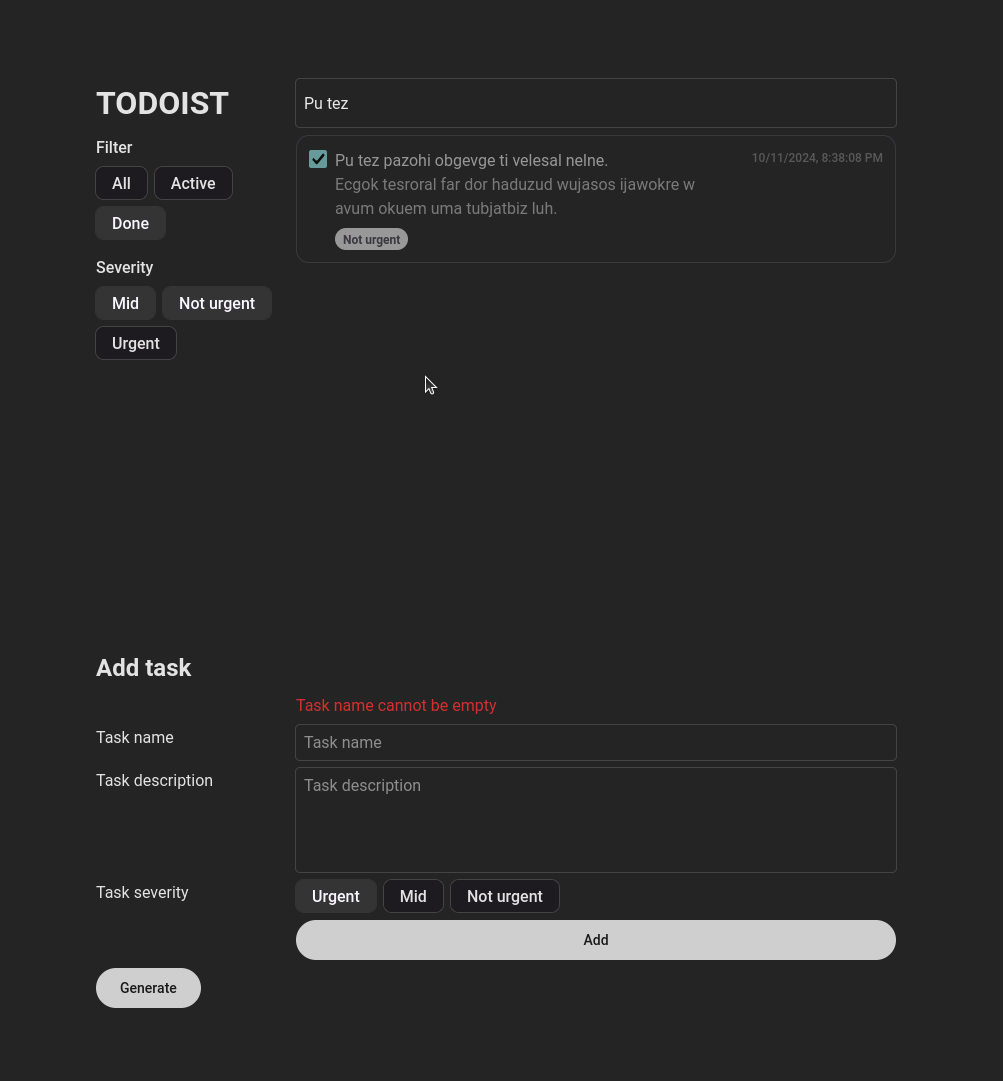 TODOIST
Filter
All
Active
Done
Severity
Mid
Not urgent
Urgent
Pu tez
Pu tez pazohi obgevge ti velesal nelne.
10/11/2024, 8:38:08 PM
Ecgok tesroral far dor haduzud wujasos ijawokre w
avum okuem uma tubjatbiz luh.
Not urgent
Add task
Task name cannot be empty
Task name
Task name
Task description
Task description
Task severity
Urgent
Mid
Not urgent
Add
Generate